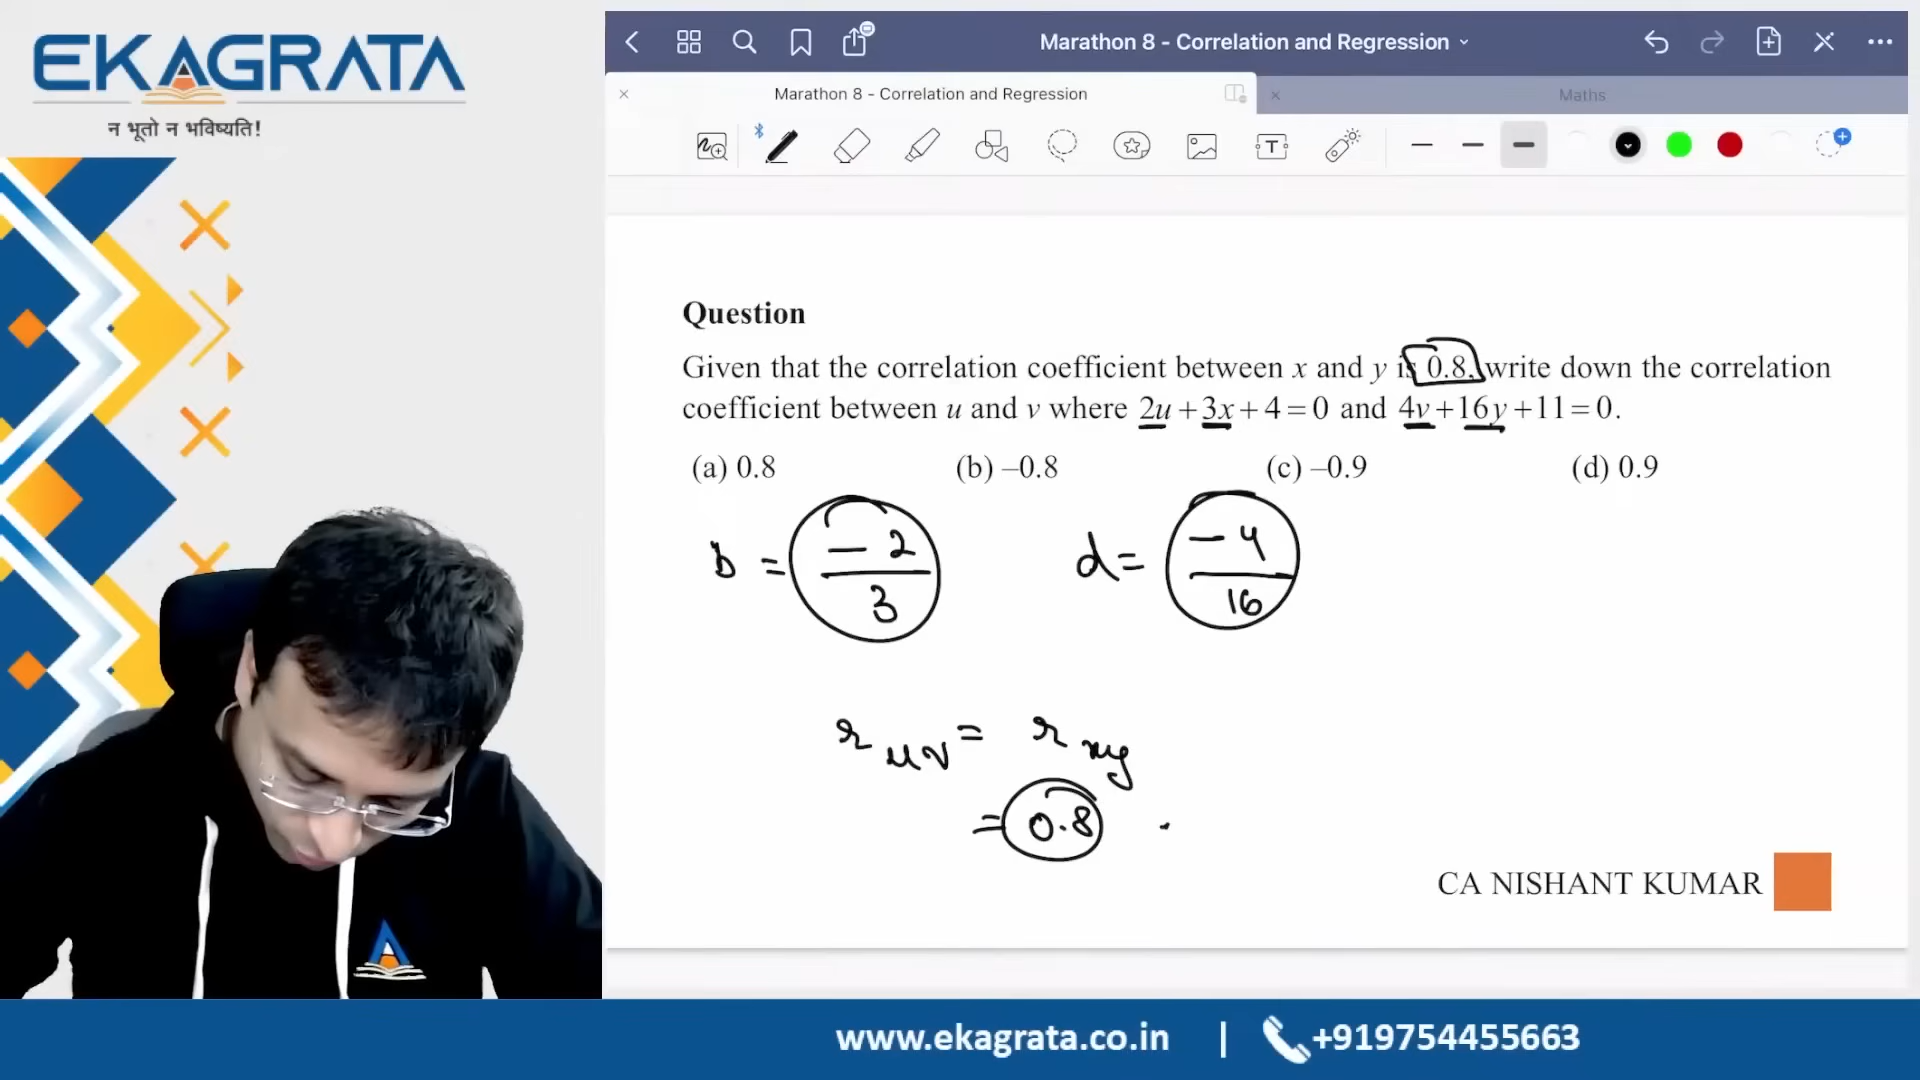 EKAGRATA
न भूतो न भविष्यति!
Marathon 8 - Correlation and Regression
Marathon 8 - Correlation and Regression
Maths
Question
Given that the correlation coefficient between x and y is 0.8, write down the correlation
coefficient between u and v where 2u + 3x + 4 = 0 and 4v + 16y + 11 = 0.
(a) 0.8 (b) –0.8 (c) –0.9 (d) 0.9
b = -2/3 d = -4/16
r uv = r xy
= 0.8
CA NISHANT KUMAR
www.ekagrata.co.in | +919754455663